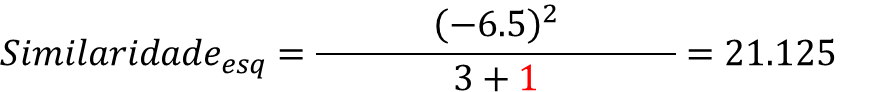 Similaridade_esq = (−6.5)² / (3 + 1) = 21.125